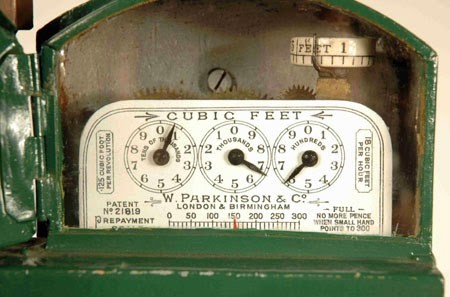 FEET 1
CUBIC FEET
TENS OF THOUSANDS
THOUSANDS
HUNDREDS
·125 CUBIC FOOT
PER REVOLUTION
18 CUBIC FEET
PER HOUR
W. PARKINSON & Co.
LONDON & BIRMINGHAM
PATENT
No 21819
PREPAYMENT
0 50 100 150 200 250 300
FULL
NO MORE PENCE
WHEN SMALL HAND
POINTS TO 300